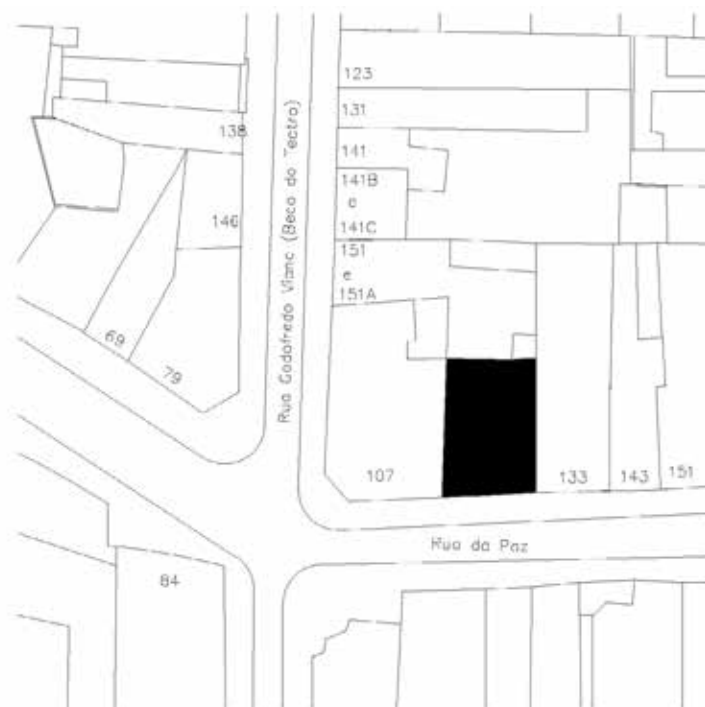 123
131
138
141
141B
e
141C
146
151
e
151A
Rua Godofredo Viana (Beco do Teatro)
69
79
107
133
143
151
Rua da Paz
84